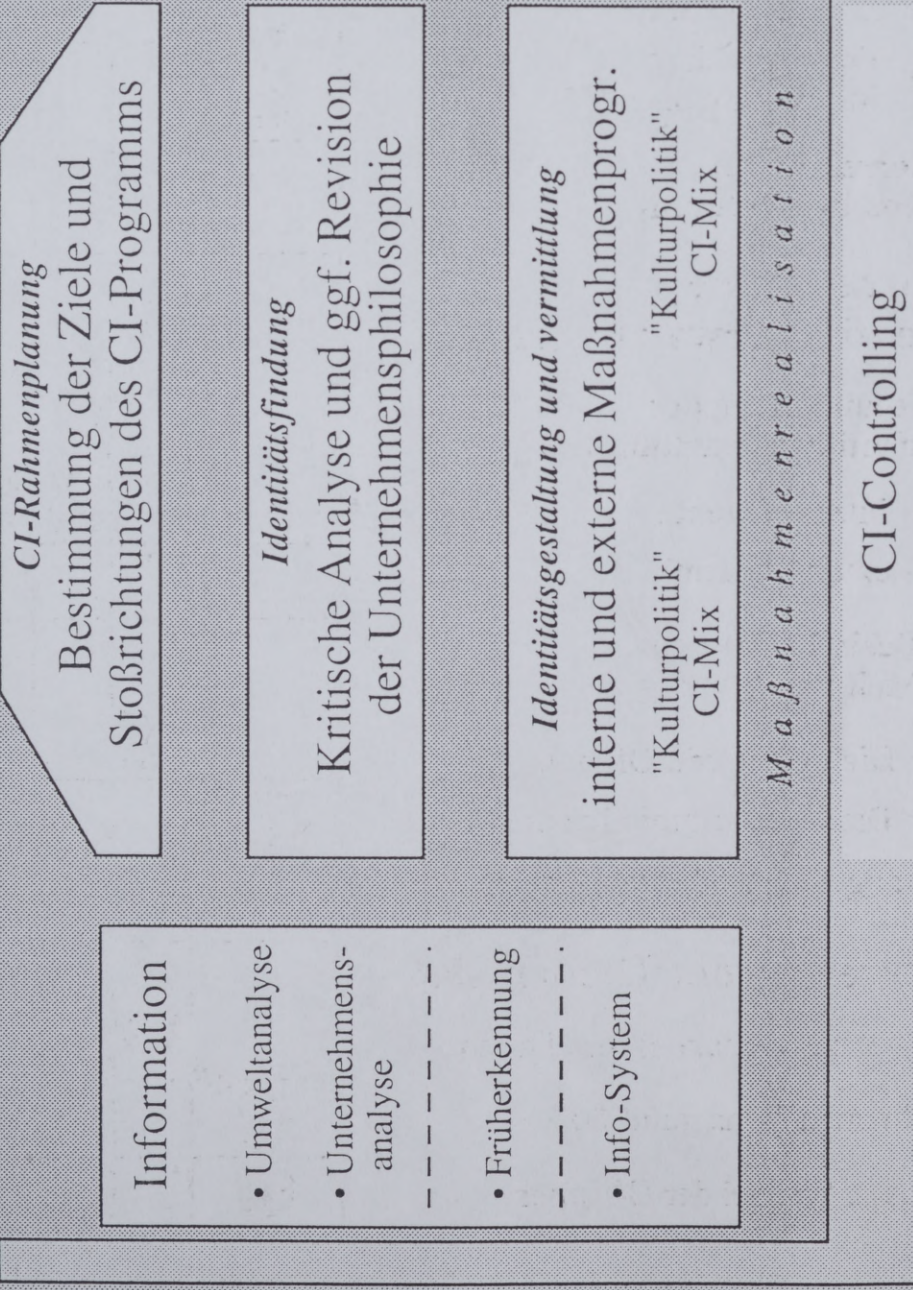 Information
• Umweltanalyse
• Unternehmens-
analyse
• Früherkennung
• Info-System
CI-Rahmenplanung
Bestimmung der Ziele und
Stoßrichtungen des CI-Programms
Identitätsfindung
Kritische Analyse und ggf. Revision
der Unternehmensphilosophie
Identitätsgestaltung und vermittlung
interne und externe Maßnahmenprogr.
"Kulturpolitik" "Kulturpolitik"
CI-Mix CI-Mix
Maßnahmenrealisation
CI-Controlling